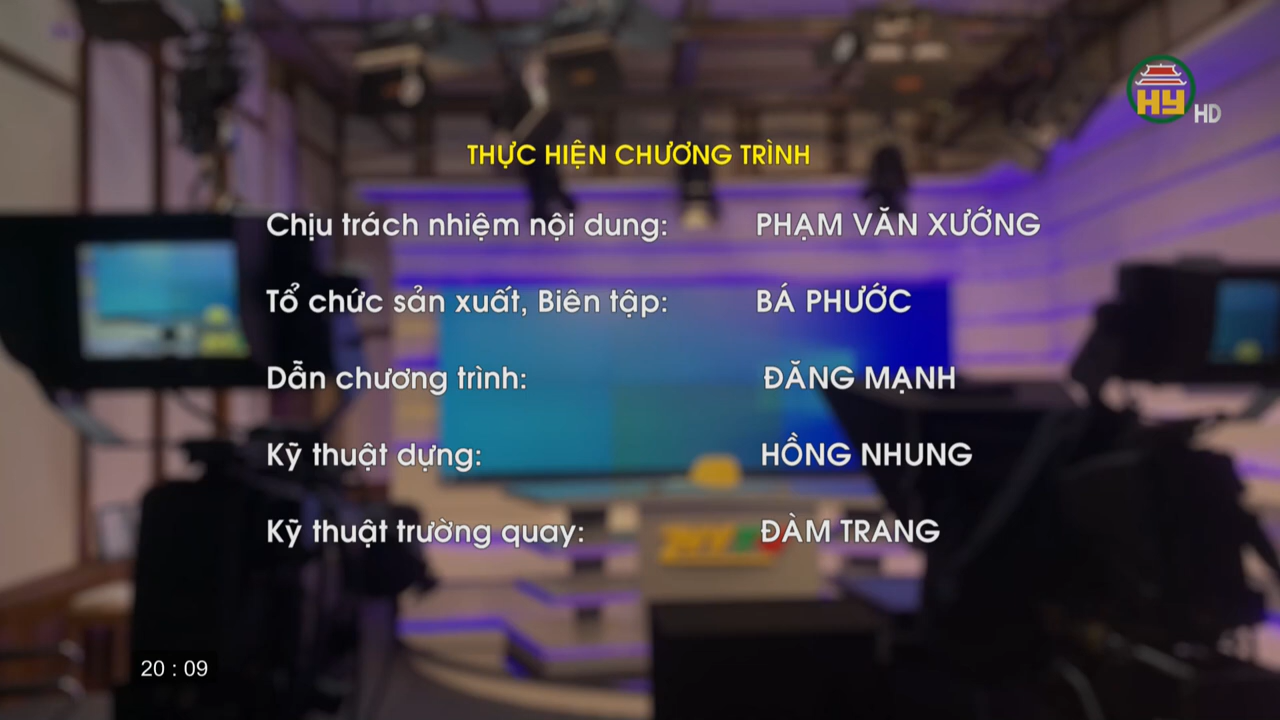 HY HD
THỰC HIỆN CHƯƠNG TRÌNH
Chịu trách nhiệm nội dung: PHẠM VĂN XƯỚNG
Tổ chức sản xuất, Biên tập: BÁ PHƯỚC
Dẫn chương trình: ĐĂNG MẠNH
Kỹ thuật dựng: HỒNG NHUNG
Kỹ thuật trường quay: ĐÀM TRANG
20 : 09